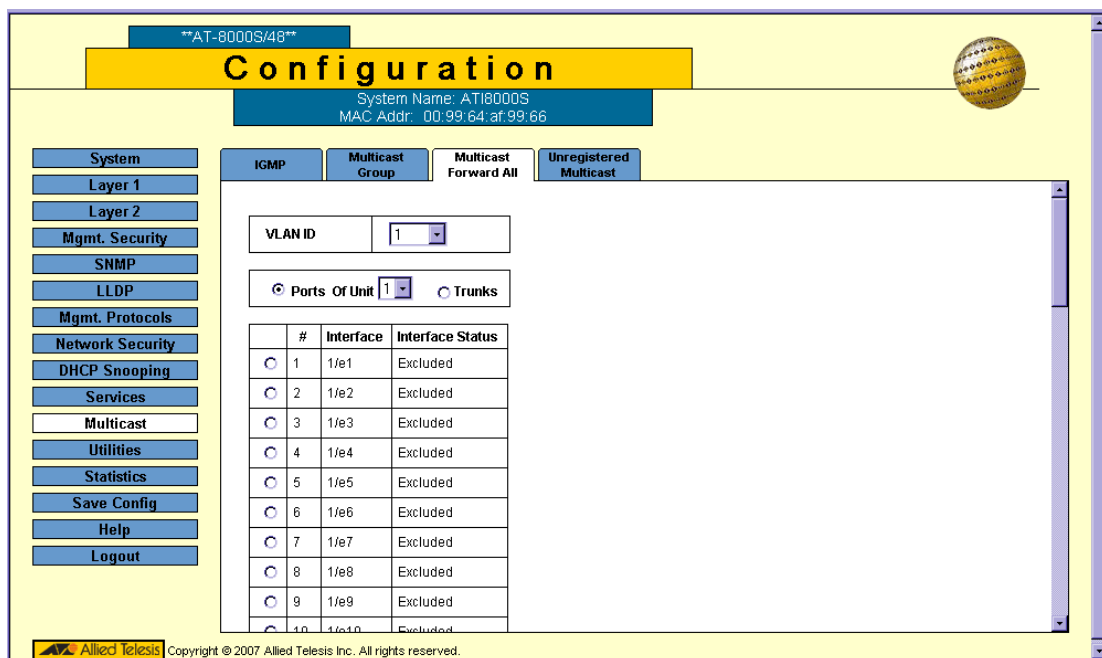 **AT-8000S/48**
Configuration
System Name: ATI8000S
MAC Addr: 00:99:64:af:99:66
System
Layer 1
Layer 2
Mgmt. Security
SNMP
LLDP
Mgmt. Protocols
Network Security
DHCP Snooping
Services
Multicast
Utilities
Statistics
Save Config
Help
Logout
IGMP
Multicast Group
Multicast Forward All
Unregistered Multicast
VLAN ID 1
Ports Of Unit 1 Trunks
# Interface Interface Status
1 1/e1 Excluded
2 1/e2 Excluded
3 1/e3 Excluded
4 1/e4 Excluded
5 1/e5 Excluded
6 1/e6 Excluded
7 1/e7 Excluded
8 1/e8 Excluded
9 1/e9 Excluded
10 1/e10 Excluded
Allied Telesis Copyright © 2007 Allied Telesis Inc. All rights reserved.